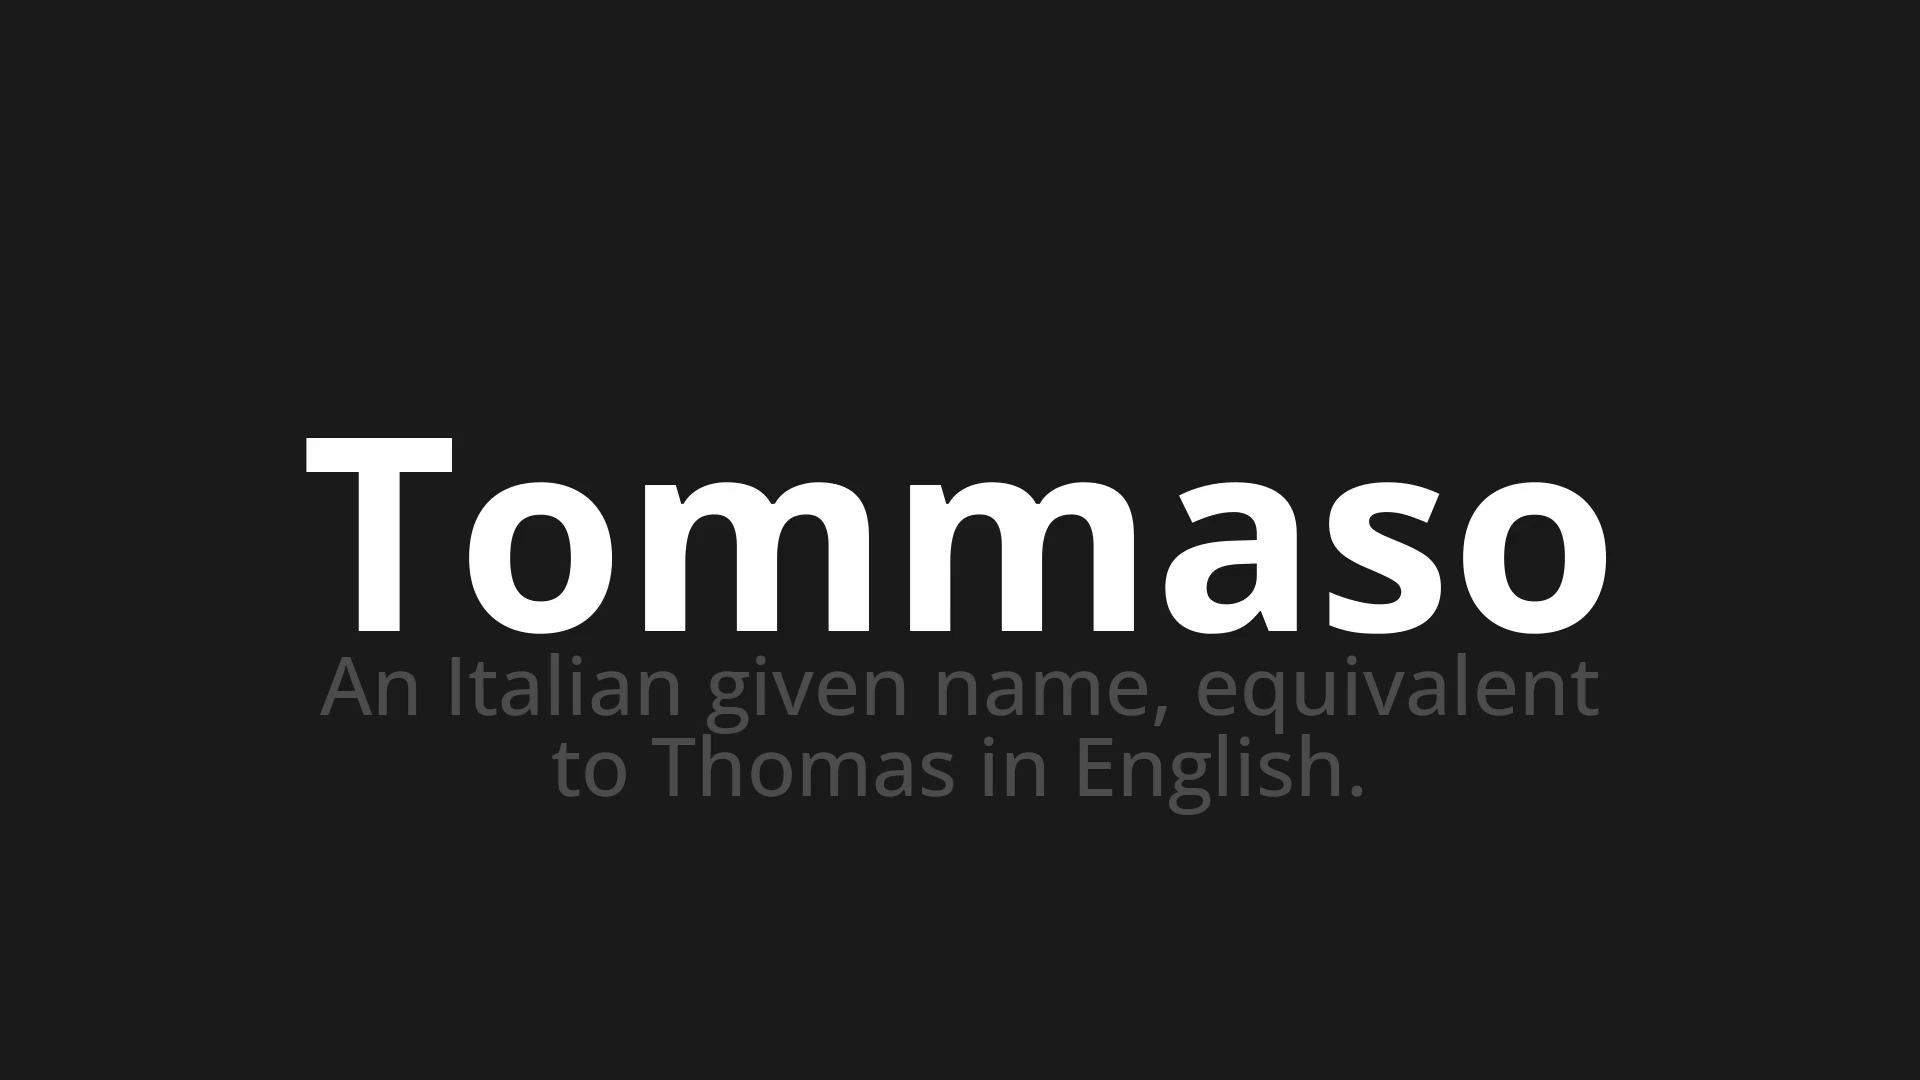 Tommaso
An Italian given name, equivalent
to Thomas in English.